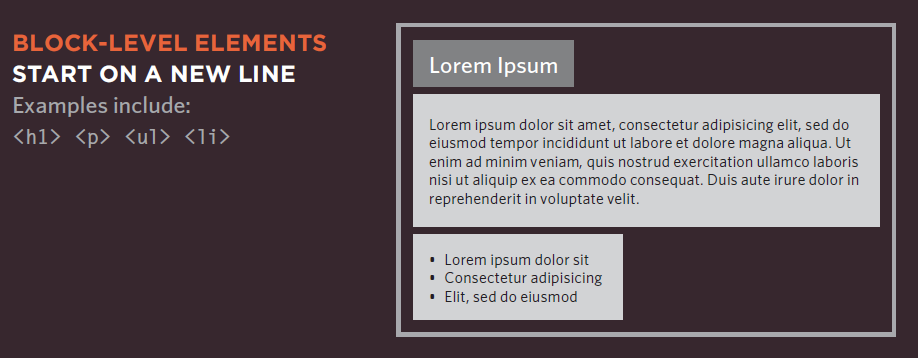 BLOCK-LEVEL ELEMENTS
START ON A NEW LINE
Examples include:
<h1> <p> <ul> <li>
Lorem Ipsum
Lorem ipsum dolor sit amet, consectetur adipisicing elit, sed do
eiusmod tempor incididunt ut labore et dolore magna aliqua. Ut
enim ad minim veniam, quis nostrud exercitation ullamco laboris
nisi ut aliquip ex ea commodo consequat. Duis aute irure dolor in
reprehenderit in voluptate velit.
• Lorem ipsum dolor sit
• Consectetur adipisicing
• Elit, sed do eiusmod